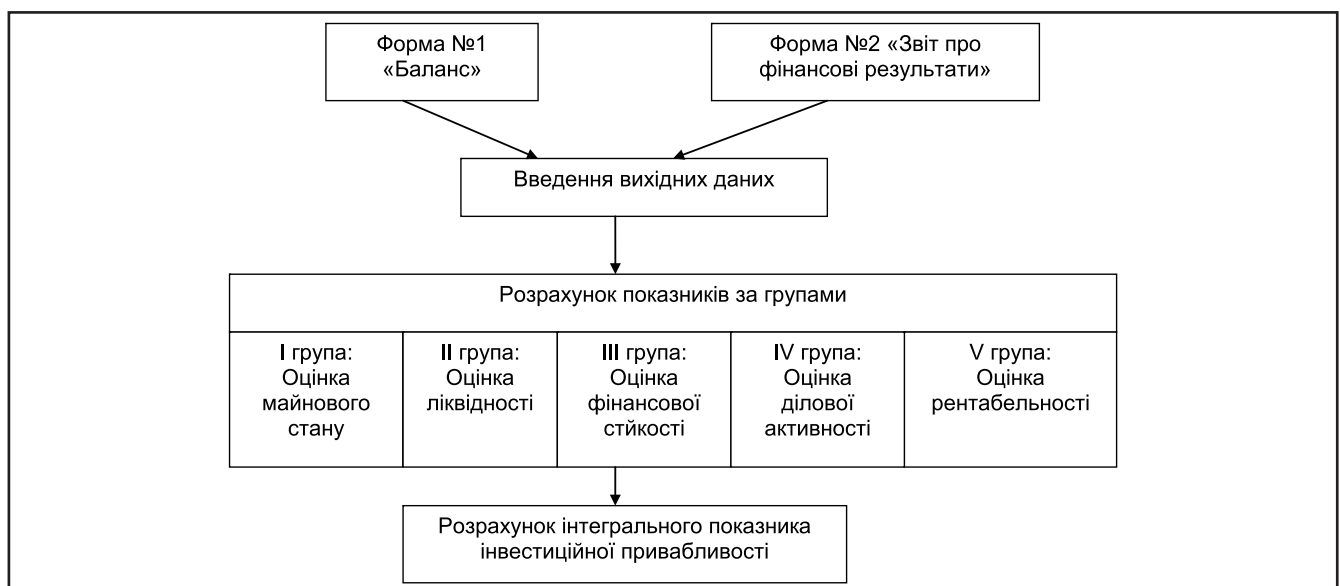 Форма №1
«Баланс»
Форма №2 «Звіт про
фінансові результати»
Введення вихідних даних
Розрахунок показників за групами
I група:
Оцінка
майнового
стану
II група:
Оцінка
ліквідності
III група:
Оцінка
фінансової
стйкості
IV група:
Оцінка
ділової
активності
V група:
Оцінка
рентабельності
Розрахунок інтегрального показника
інвестиційної привабливості